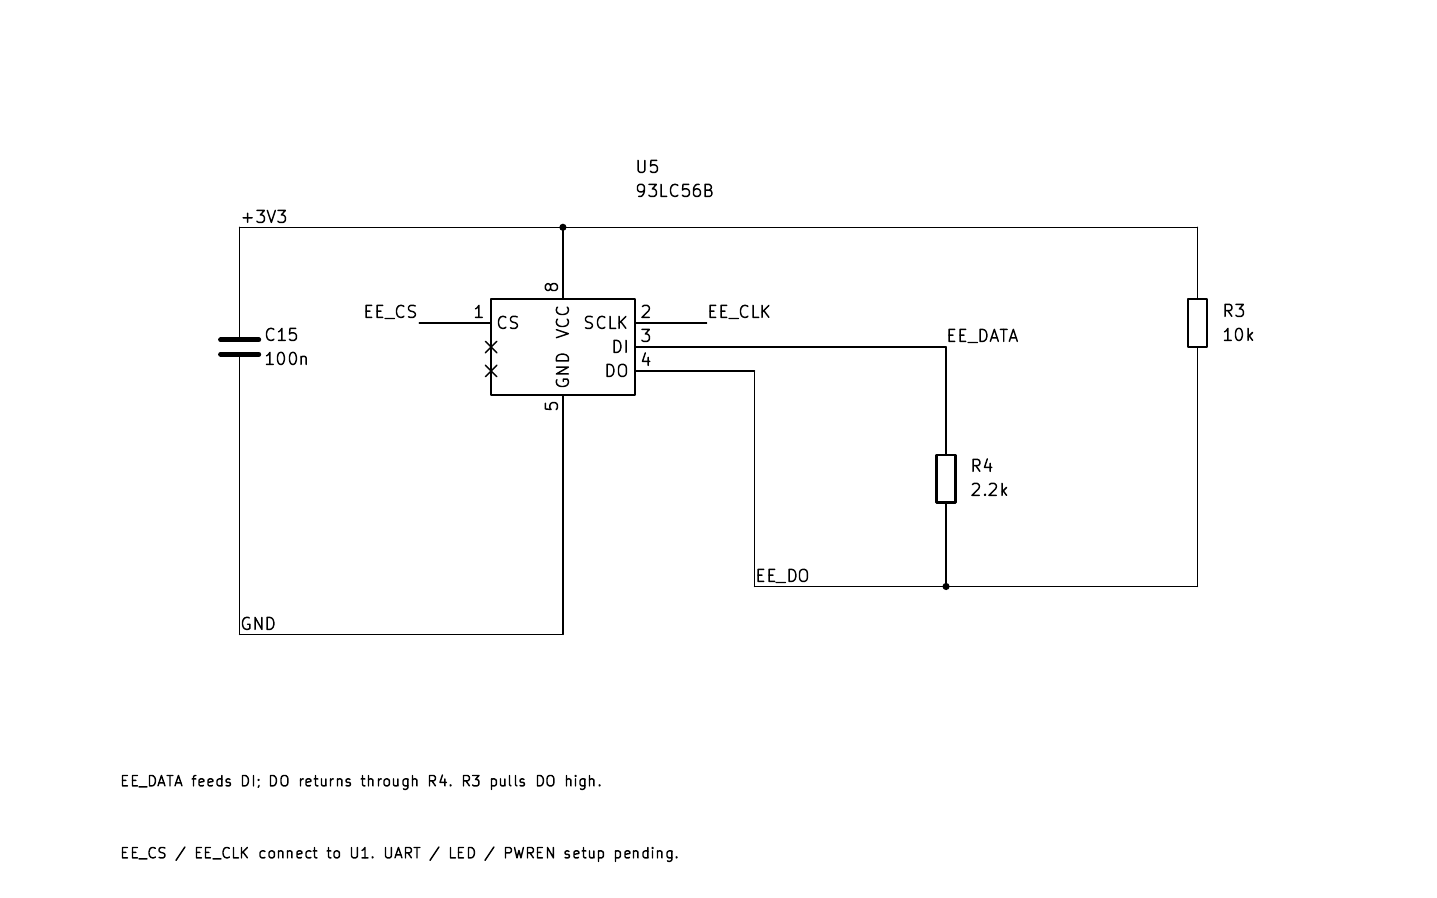 U5
93LC56B
+3V3
8
EE_CS
1
2
EE_CLK
R3
CS
VCC
SCLK
C15
3
EE_DATA
10k
DI
100n
4
GND
DO
5
R4
2.2k
EE_DO
GND
EE_DATA feeds DI; DO returns through R4. R3 pulls DO high.
EE_CS / EE_CLK connect to U1. UART / LED / PWREN setup pending.